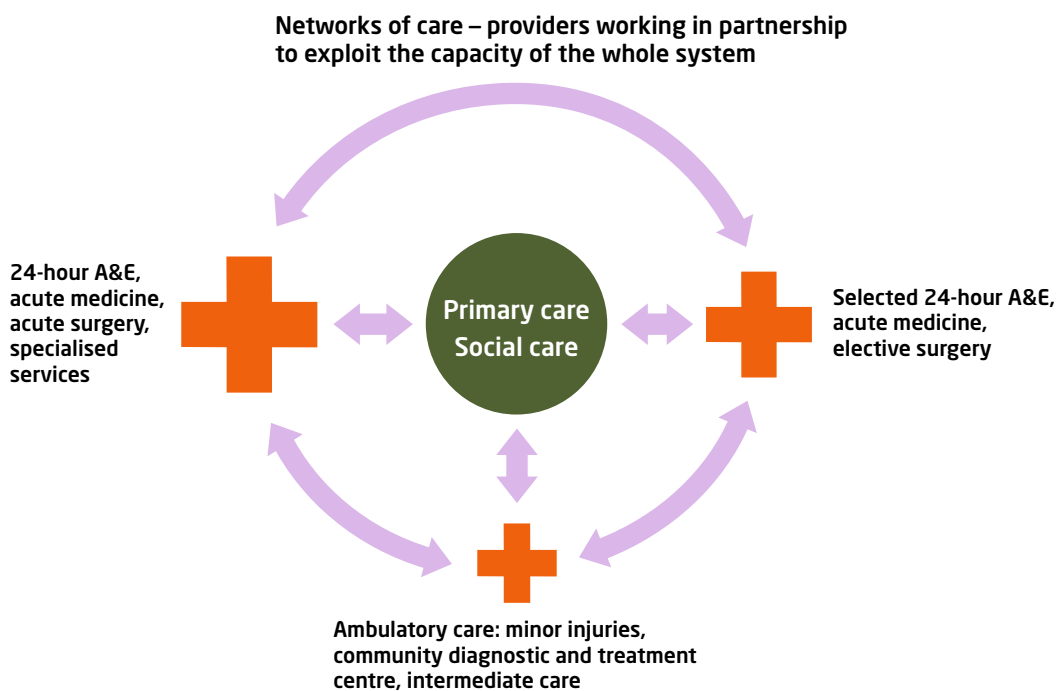 Networks of care – providers working in partnership
to exploit the capacity of the whole system
24-hour A&E,
acute medicine,
acute surgery,
specialised
services
Primary care
Social care
Selected 24-hour A&E,
acute medicine,
elective surgery
Ambulatory care: minor injuries,
community diagnostic and treatment
centre, intermediate care